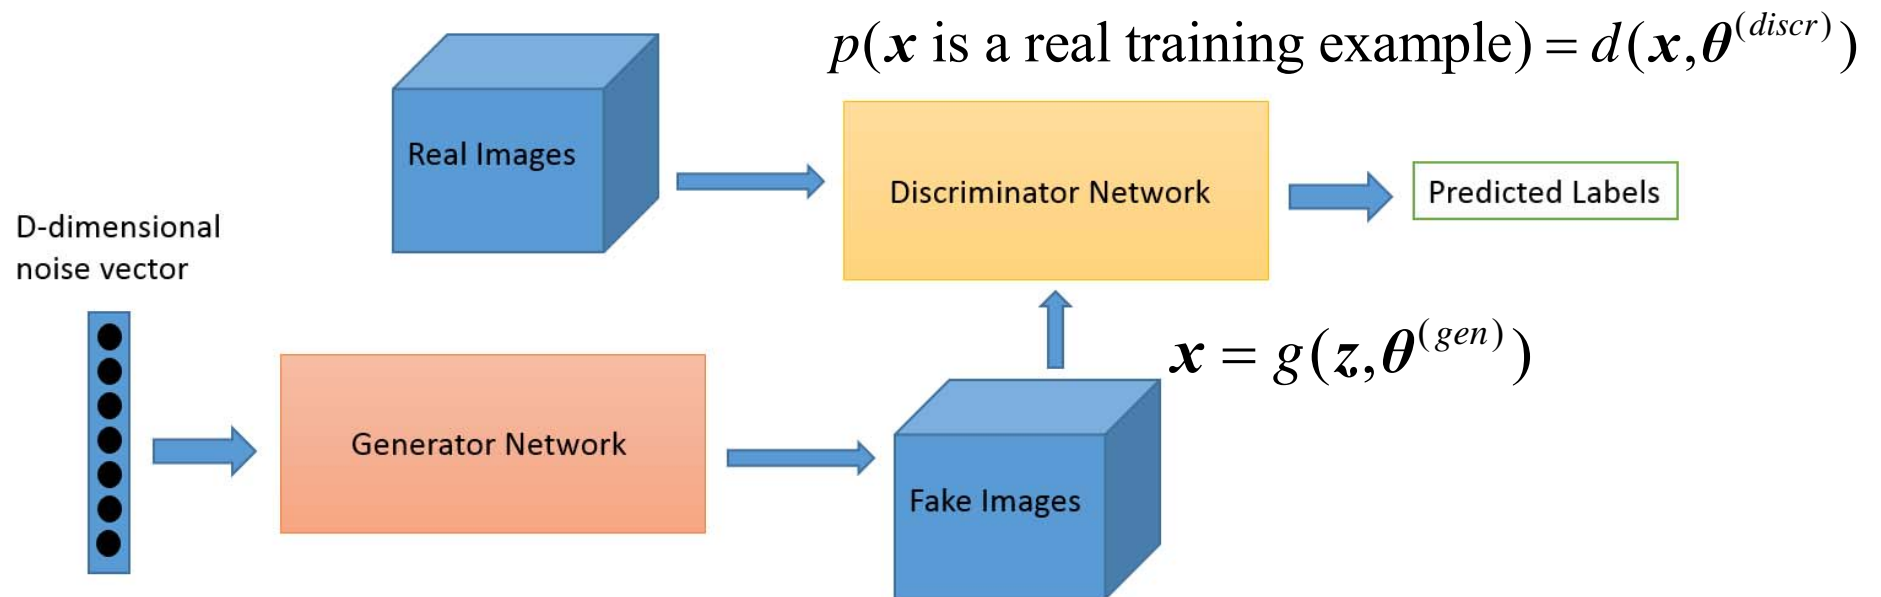 p(x is a real training example) = d(x,θ^(discr))
Real Images
Discriminator Network
Predicted Labels
D-dimensional
noise vector
x = g(z,θ^(gen))
Generator Network
Fake Images